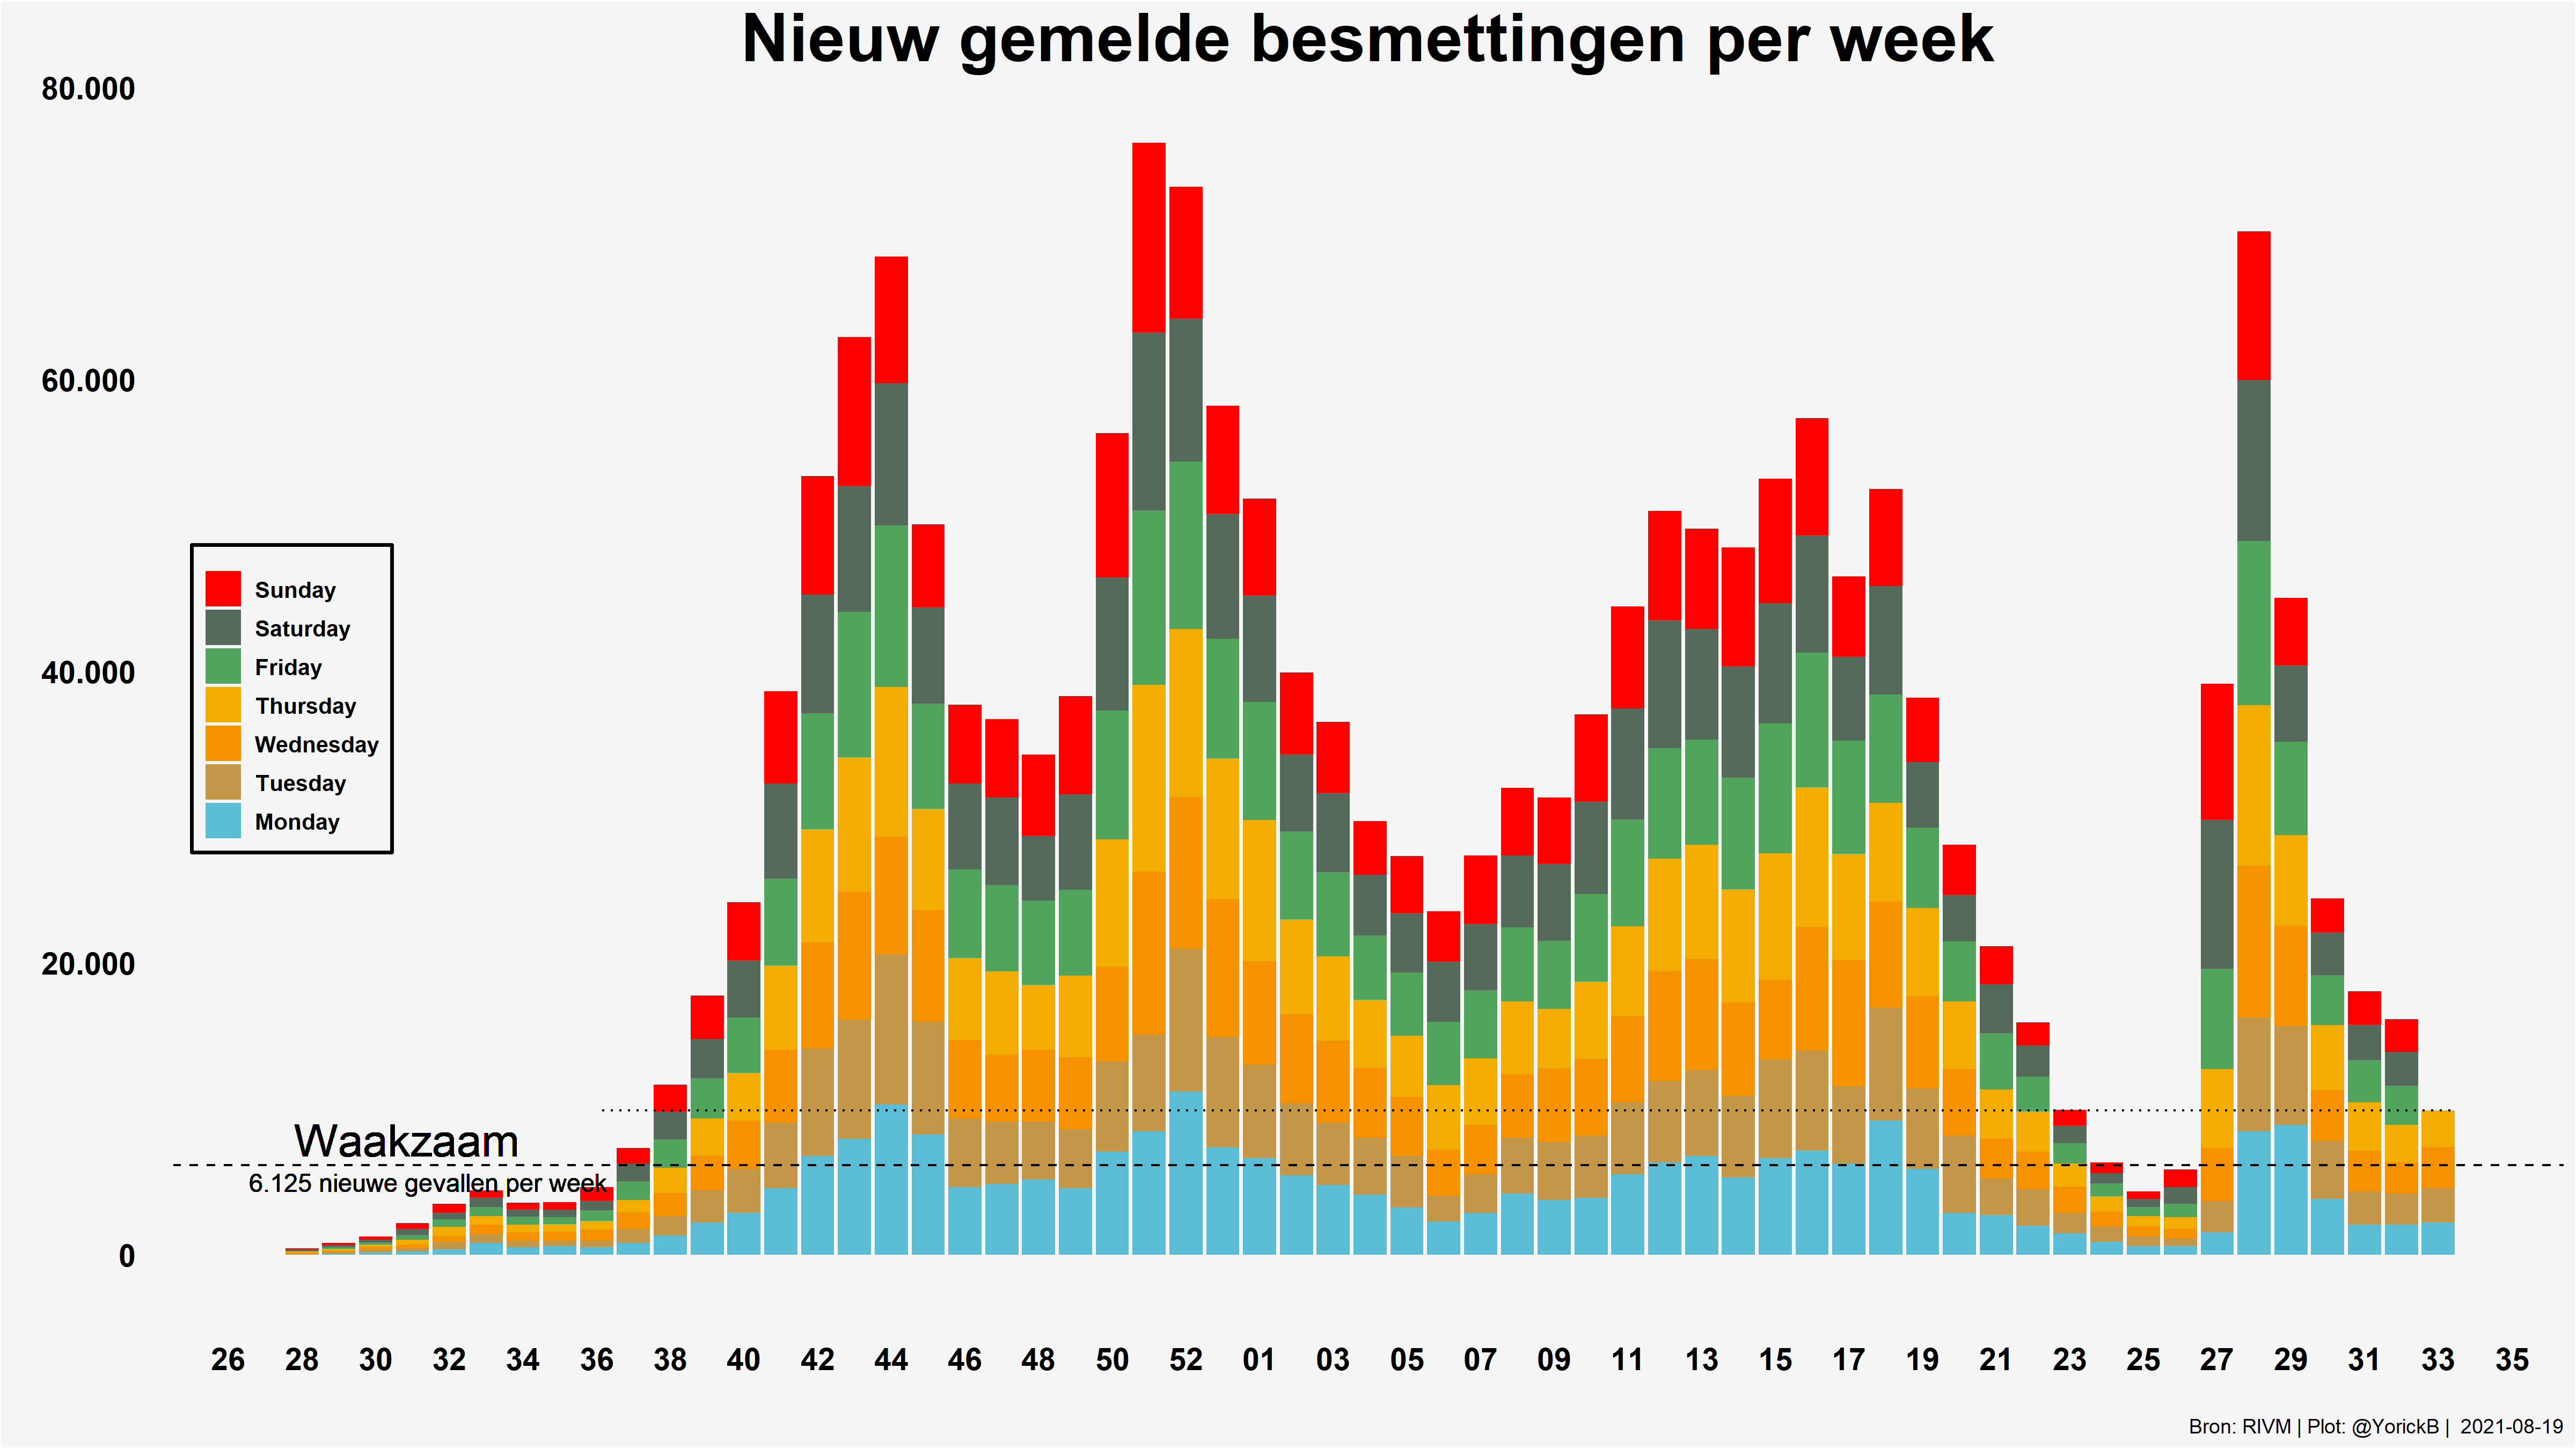 Nieuw gemelde besmettingen per week
80.000
60.000
40.000
20.000
0
Sunday
Saturday
Friday
Thursday
Wednesday
Tuesday
Monday
Waakzaam
6.125 nieuwe gevallen per week
26 28 30 32 34 36 38 40 42 44 46 48 50 52 01 03 05 07 09 11 13 15 17 19 21 23 25 27 29 31 33 35
Bron: RIVM | Plot: @YorickB | 2021-08-19